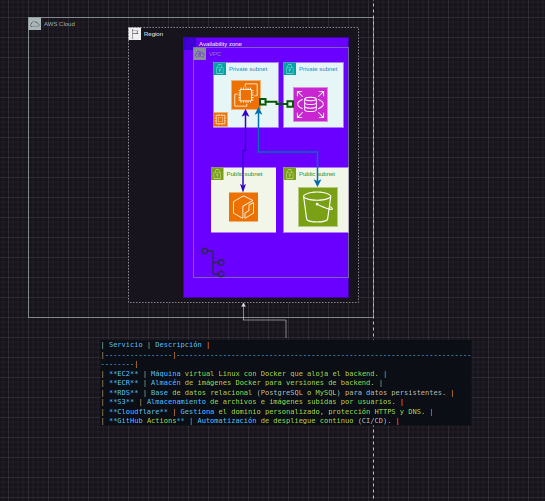 AWS Cloud
Region
Availability zone
VPC
Private subnet
Private subnet
Public subnet
Public subnet
| Servicio | Descripción |
|----------------|----------------------------------------------------------------------
--------|
| **EC2** | Máquina virtual Linux con Docker que aloja el backend. |
| **ECR** | Almacén de imágenes Docker para versiones de backend. |
| **RDS** | Base de datos relacional (PostgreSQL o MySQL) para datos persistentes. |
| **S3** | Almacenamiento de archivos e imágenes subidas por usuarios. |
| **Cloudflare** | Gestiona el dominio personalizado, protección HTTPS y DNS. |
| **GitHub Actions** | Automatización de despliegue continuo (CI/CD). |